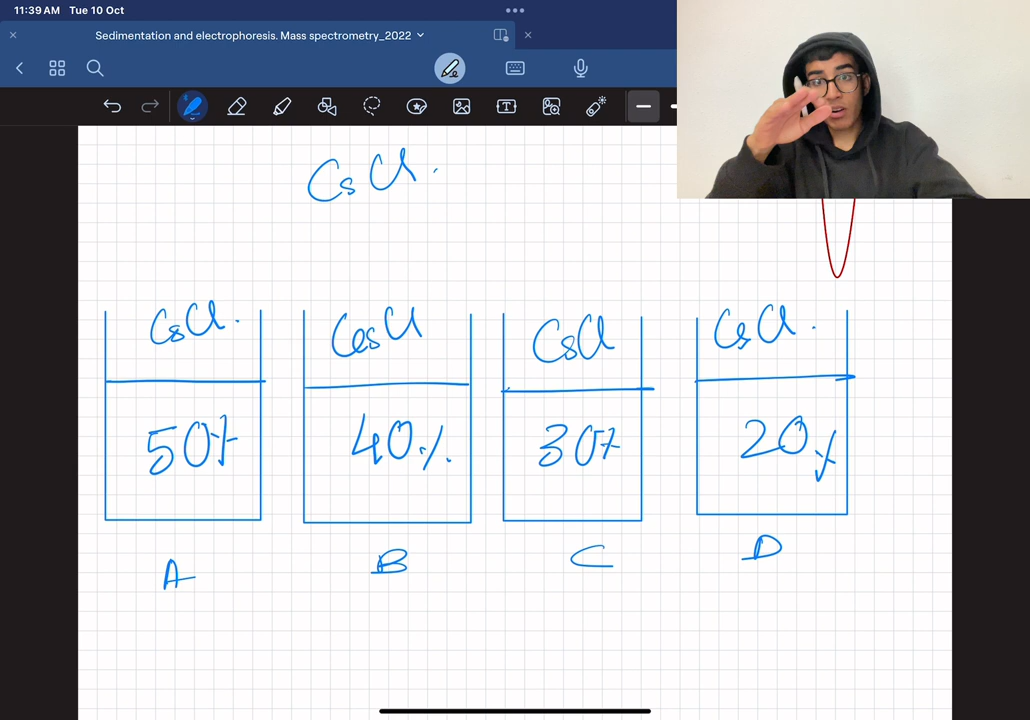 11:39 AM Tue 10 Oct
Sedimentation and electrophoresis. Mass spectrometry_2022
CsCl.
CsCl. CesCl CsCl CsCl.
50% 40% 30% 20%
A B C D